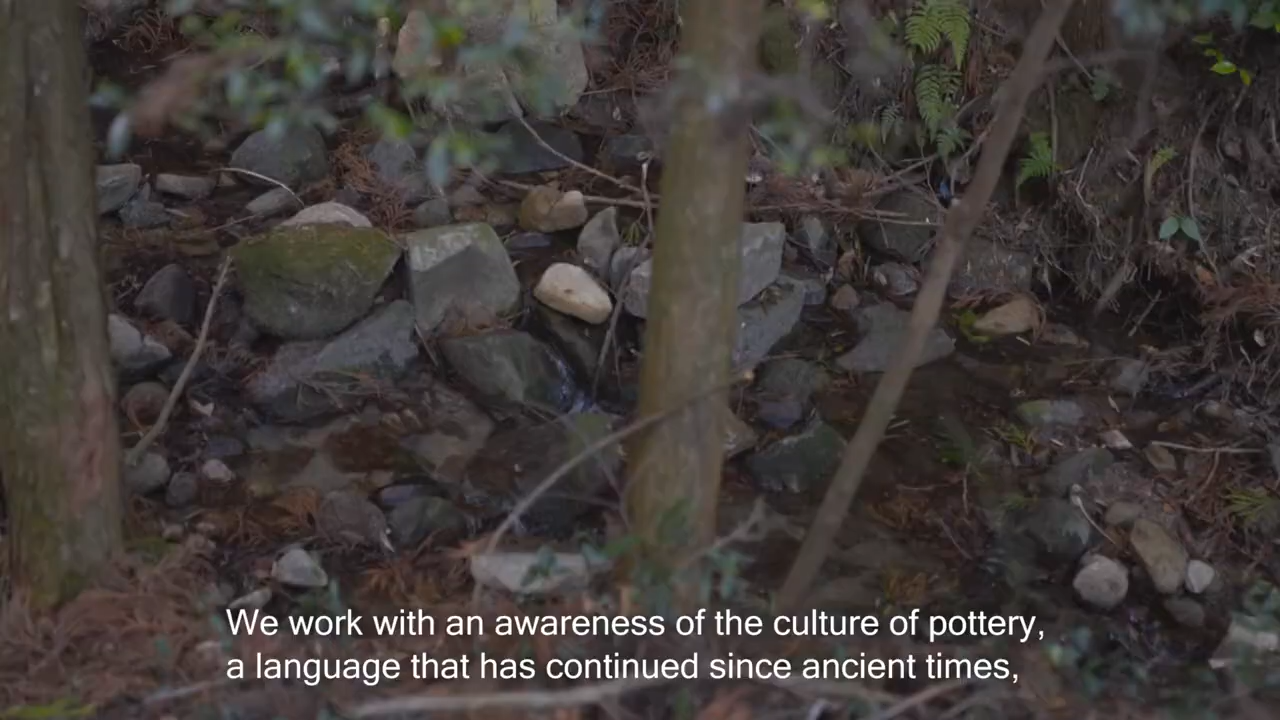 We work with an awareness of the culture of pottery,
a language that has continued since ancient times,